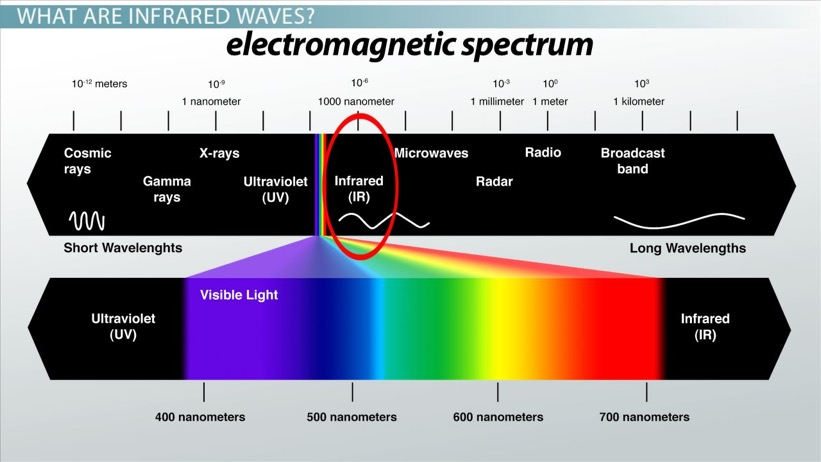 WHAT ARE INFRARED WAVES?
electromagnetic spectrum
10-12 meters 10-9 10-6 10-3 100 103
1 nanometer 1000 nanometer 1 millimeter 1 meter 1 kilometer
Cosmic rays
Gamma rays
X-rays
Ultraviolet (UV)
Infrared (IR)
Microwaves
Radar
Radio
Broadcast band
Short Wavelenghts
Long Wavelengths
Visible Light
Ultraviolet (UV)
Infrared (IR)
400 nanometers 500 nanometers 600 nanometers 700 nanometers